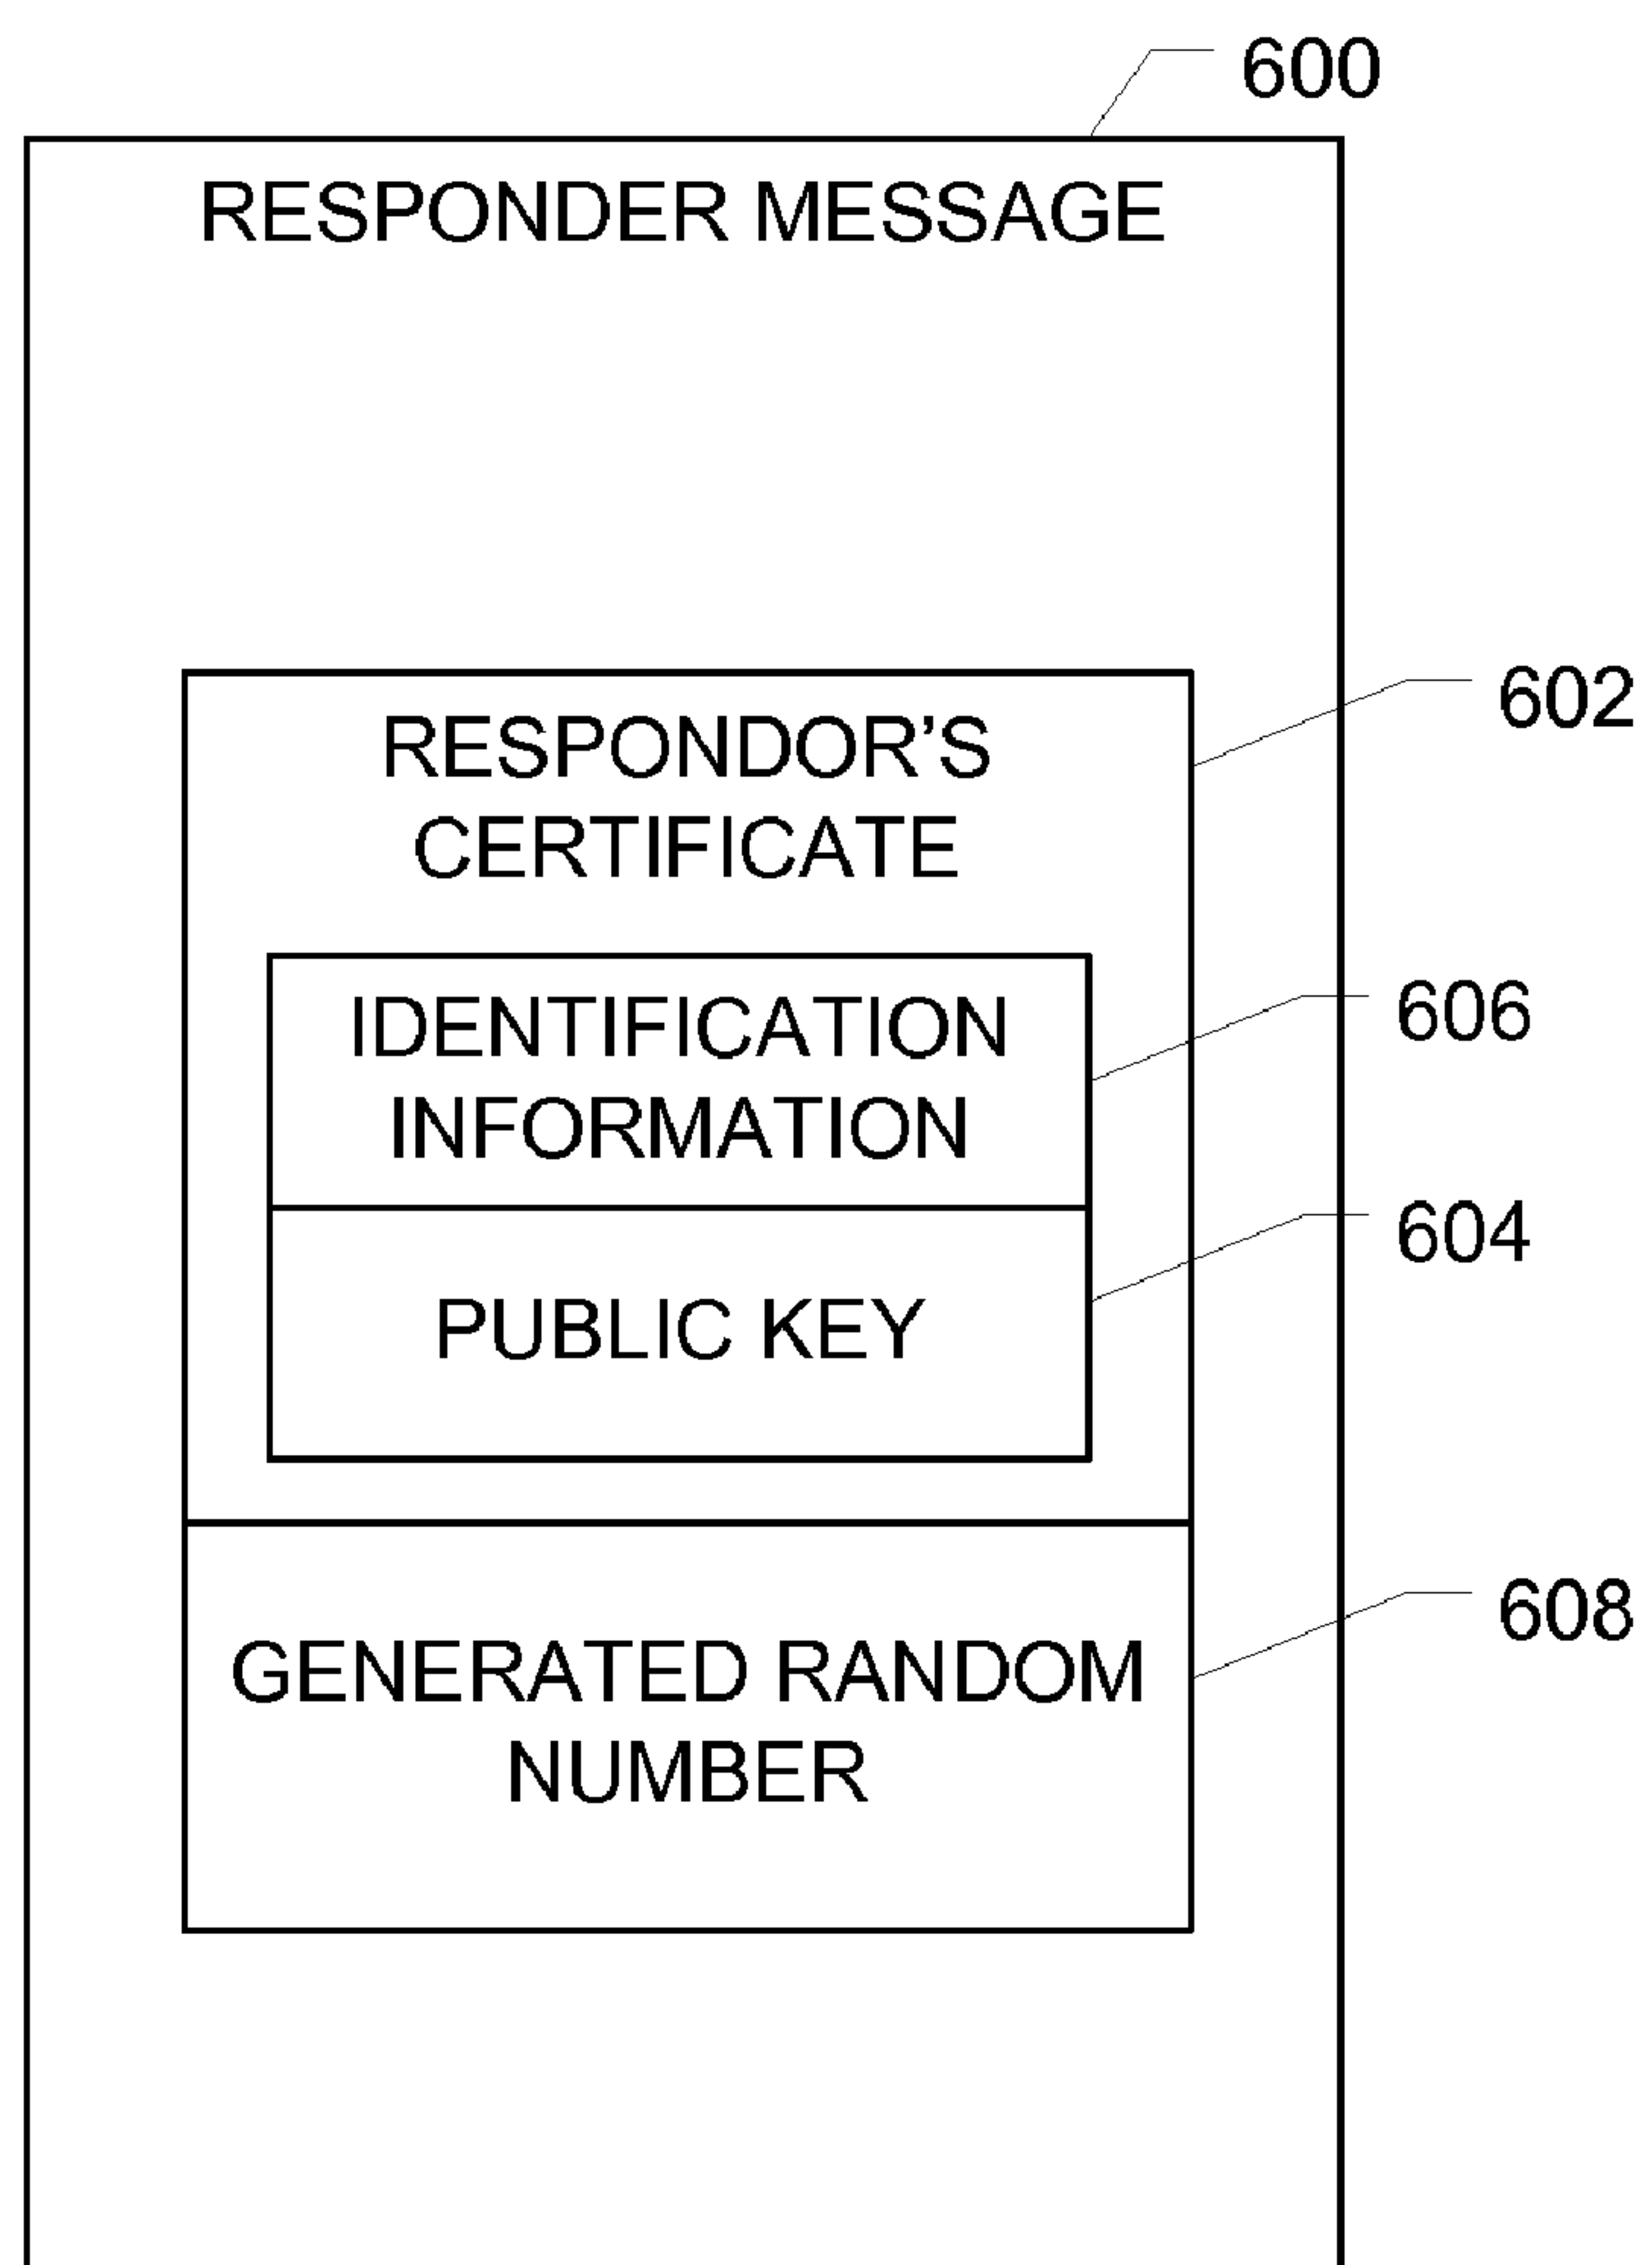 600
RESPONDER MESSAGE
602
RESPONDOR’S
CERTIFICATE
606
IDENTIFICATION
INFORMATION
604
PUBLIC KEY
608
GENERATED RANDOM
NUMBER